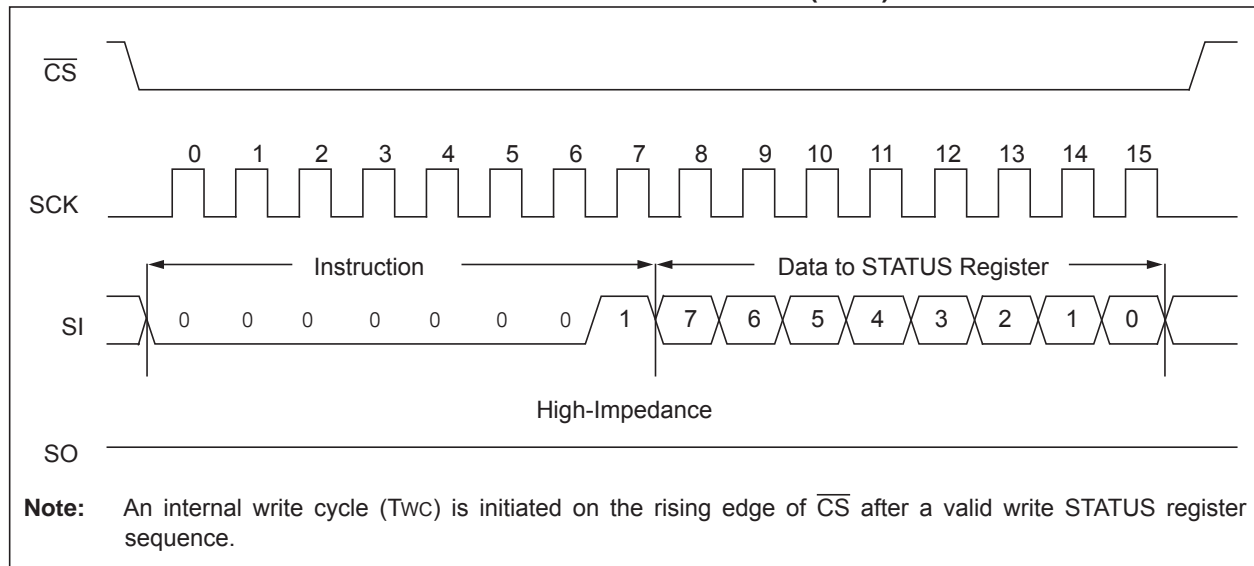 CS
0 1 2 3 4 5 6 7 8 9 10 11 12 13 14 15
SCK
Instruction Data to STATUS Register
SI 0 0 0 0 0 0 0 1 7 6 5 4 3 2 1 0
High-Impedance
SO
Note: An internal write cycle (TWC) is initiated on the rising edge of CS after a valid write STATUS register
sequence.